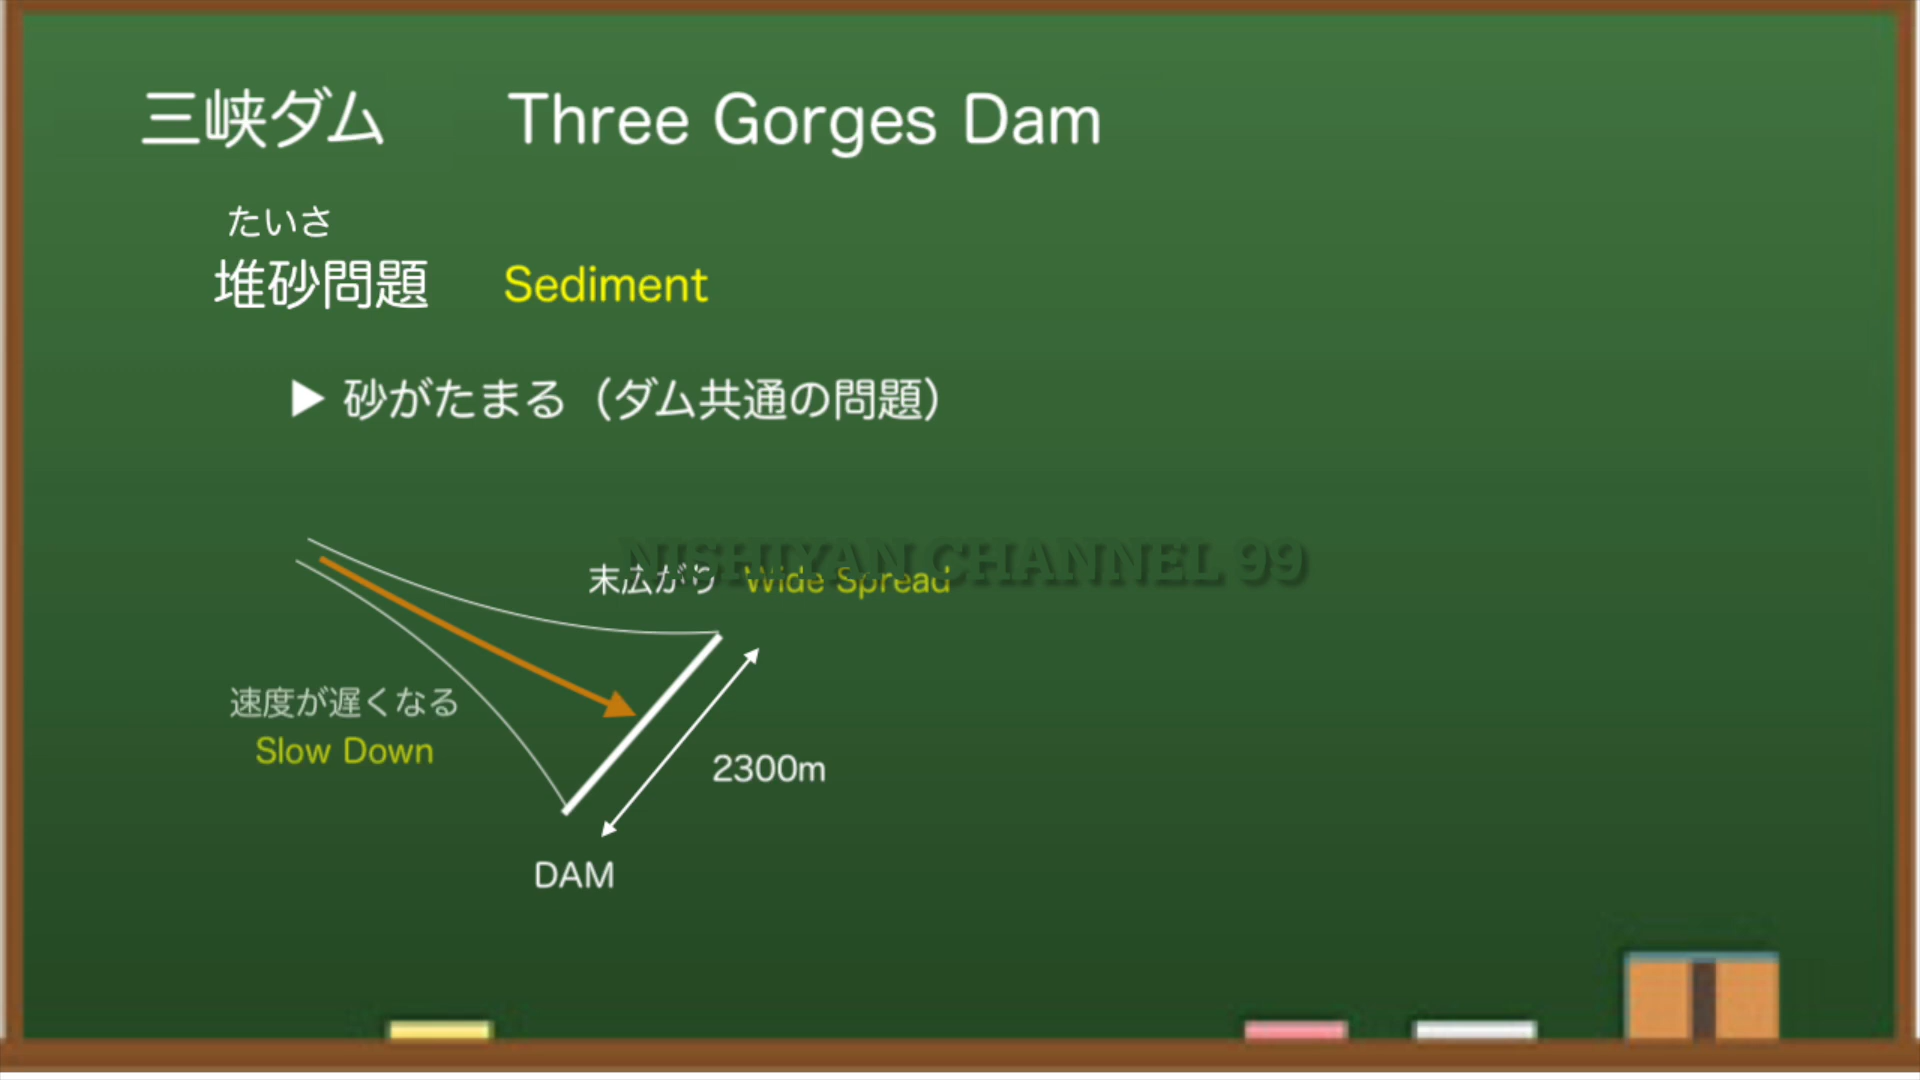 三峡ダム Three Gorges Dam
たいさ
堆砂問題 Sediment
▶ 砂がたまる（ダム共通の問題）
NISHIYAN CHANNEL 99
末広がり Wide Spread
速度が遅くなる
Slow Down
2300m
DAM